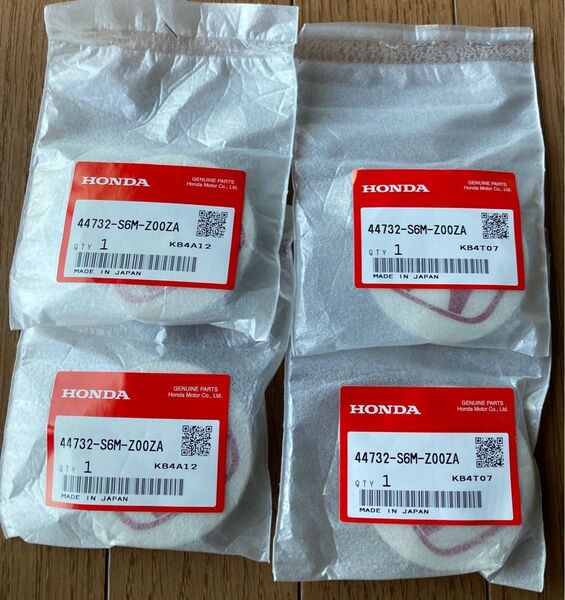 HONDA
GENUINE PARTS
Honda Motor Co., Ltd.
44732-S6M-Z00ZA
QTY 1 KB4A12
MADE IN JAPAN
HONDA
GENUINE PARTS
Honda Motor Co., Ltd.
44732-S6M-Z00ZA
QTY 1 KB4T07
MADE IN JAPAN
HONDA
GENUINE PARTS
Honda Motor Co., Ltd.
44732-S6M-Z00ZA
QTY 1 KB4A12
MADE IN JAPAN
HONDA
GENUINE PARTS
Honda Motor Co., Ltd.
44732-S6M-Z00ZA
QTY 1 KB4T07
MADE IN JAPAN